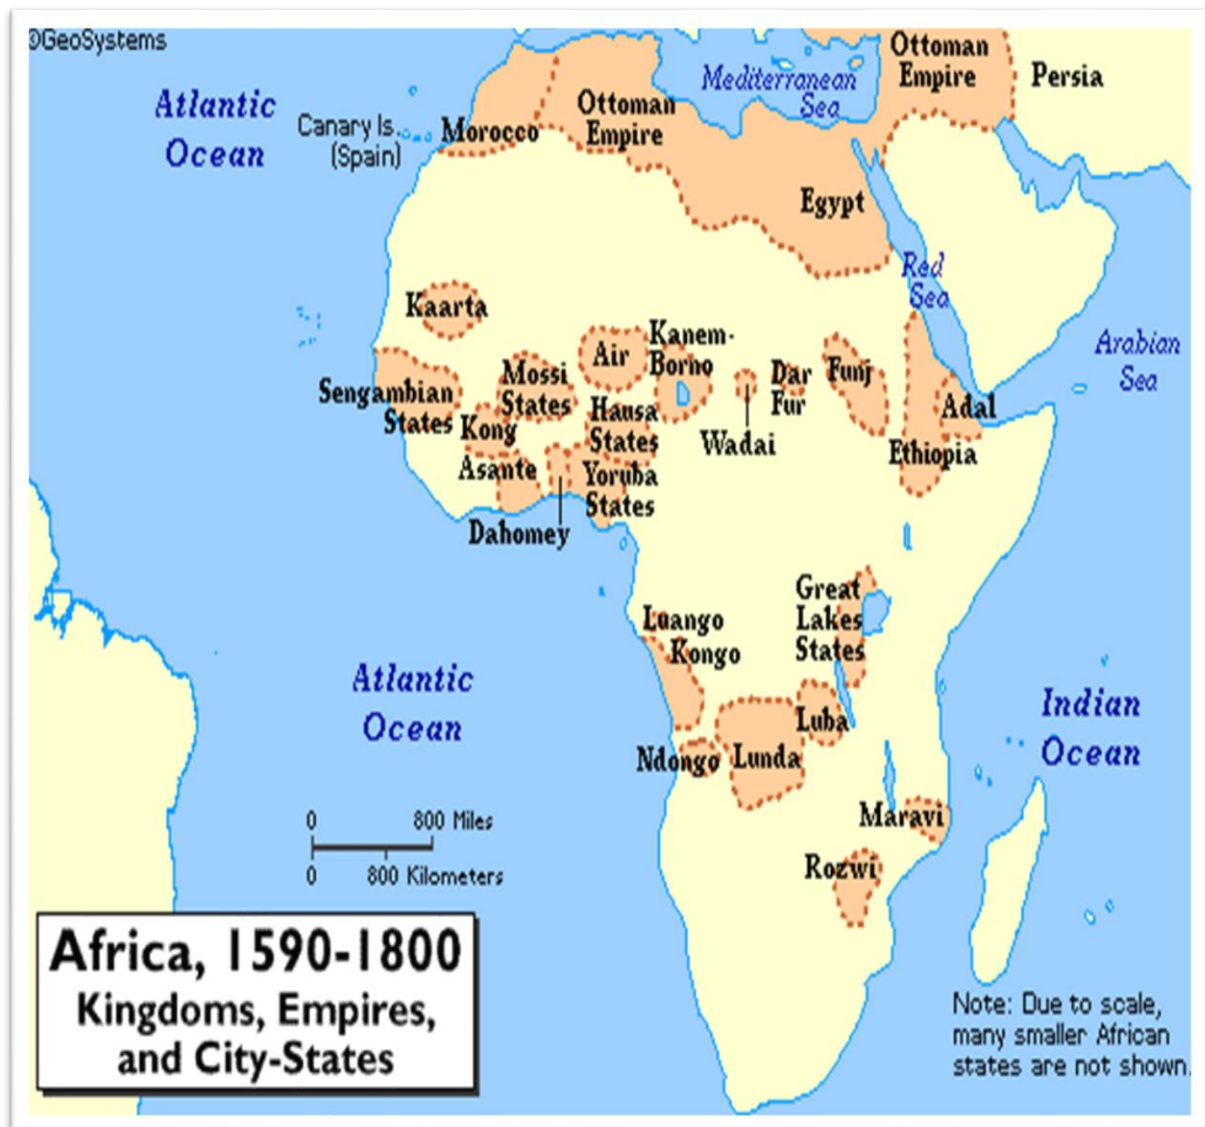 ©GeoSystems
Atlantic
Ocean
Canary Is.
(Spain)
Morocco
Ottoman
Empire
Mediterranean
Sea
Ottoman
Empire
Persia
Egypt
Red
Sea
Arabian
Sea
Kaarta
Sengambian
States
Mossi
States
Kong
Asante
Dahomey
Air
Hausa
States
Yoruba
States
Kanem-
Borno
Wadai
Dar
Fur
Funj
Adal
Ethiopia
Great
Lakes
States
Luango
Kongo
Atlantic
Ocean
Ndongo
Lunda
Luba
Indian
Ocean
Maravi
Rozwi
0 800 Miles
0 800 Kilometers
Africa, 1590-1800
Kingdoms, Empires,
and City-States
Note: Due to scale,
many smaller African
states are not shown.